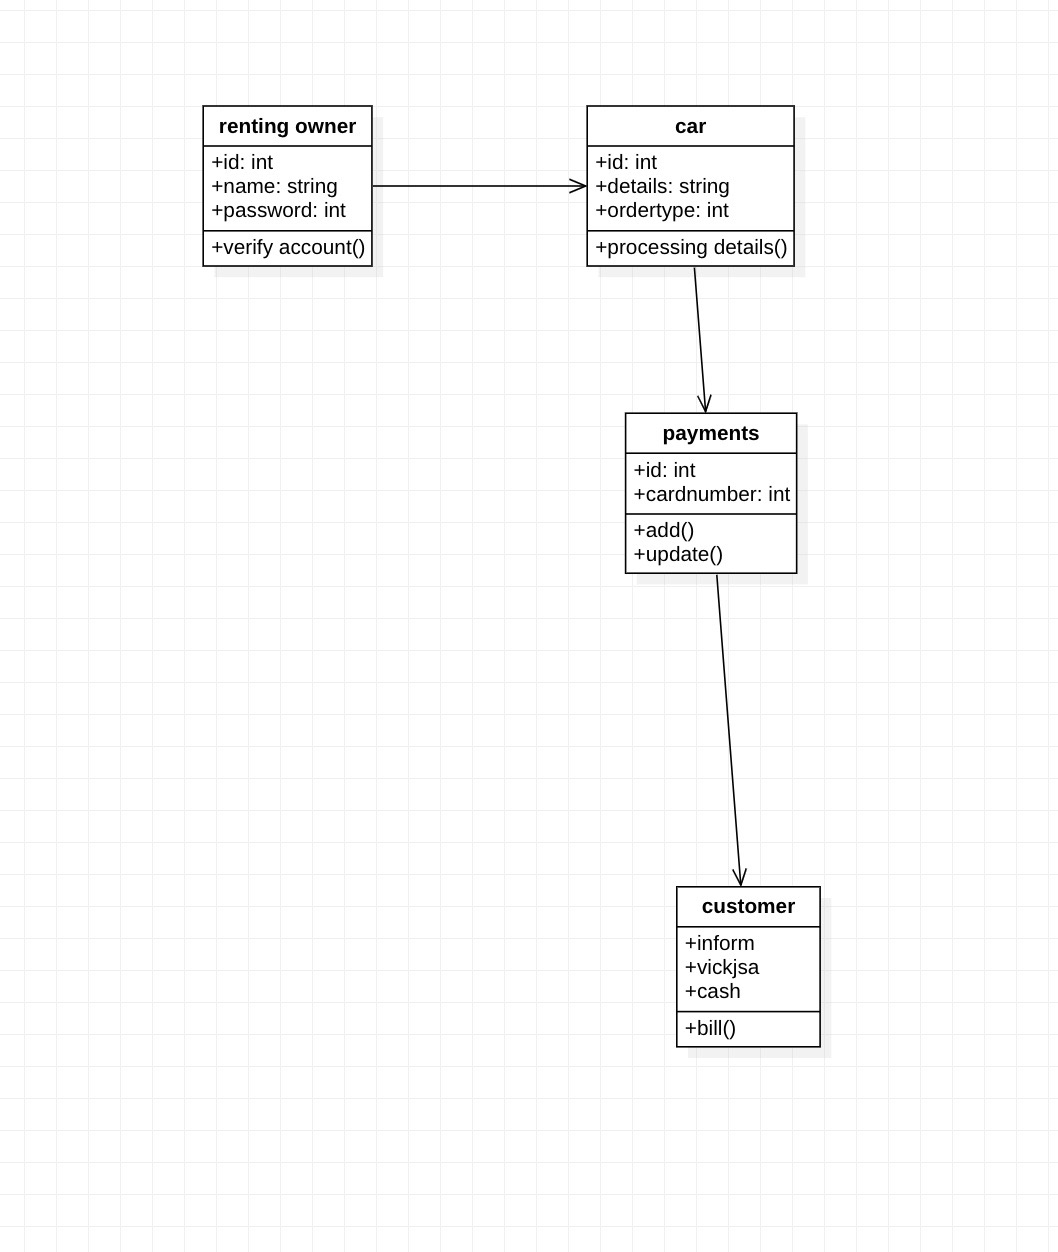 renting owner
+id: int
+name: string
+password: int
+verify account()
car
+id: int
+details: string
+ordertype: int
+processing details()
payments
+id: int
+cardnumber: int
+add()
+update()
customer
+inform
+vickjsa
+cash
+bill()